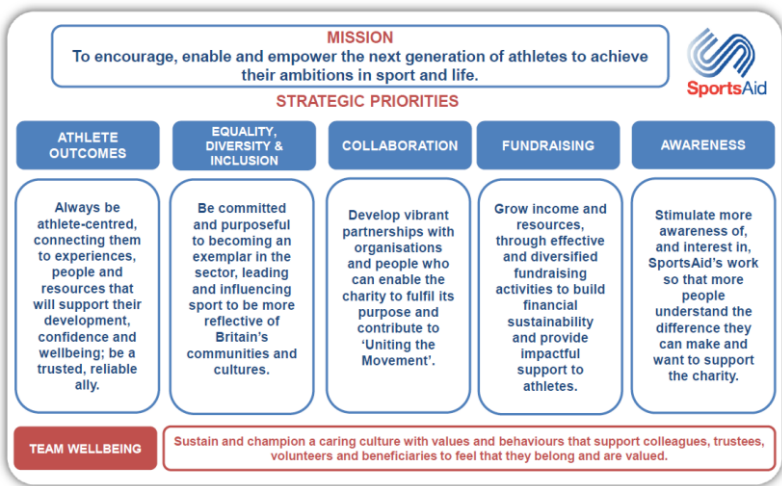 MISSION
To encourage, enable and empower the next generation of athletes to achieve
their ambitions in sport and life.
SportsAid
STRATEGIC PRIORITIES
ATHLETE
OUTCOMES
EQUALITY,
DIVERSITY &
INCLUSION
COLLABORATION
FUNDRAISING
AWARENESS
Always be
athlete-centred,
connecting them
to experiences,
people and
resources that
will support their
development,
confidence and
wellbeing; be a
trusted, reliable
ally.
Be committed
and purposeful
to becoming an
exemplar in the
sector, leading
and influencing
sport to be more
reflective of
Britain's
communities and
cultures.
Develop vibrant
partnerships with
organisations
and people who
can enable the
charity to fulfil its
purpose and
contribute to
‘Uniting the
Movement’.
Grow income and
resources,
through effective
and diversified
fundraising
activities to build
financial
sustainability
and provide
impactful
support to
athletes.
Stimulate more
awareness of,
and interest in,
SportsAid’s work
so that more
people
understand the
difference they
can make and
want to support
the charity.
TEAM WELLBEING
Sustain and champion a caring culture with values and behaviours that support colleagues, trustees,
volunteers and beneficiaries to feel that they belong and are valued.